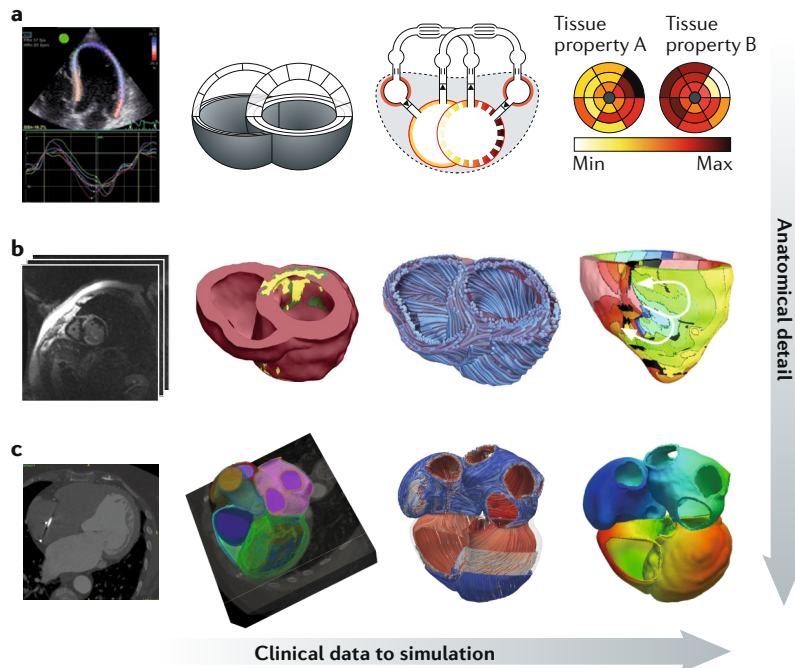 a
Tissue
property A
Tissue
property B
Min
Max
b
c
Anatomical detail
Clinical data to simulation